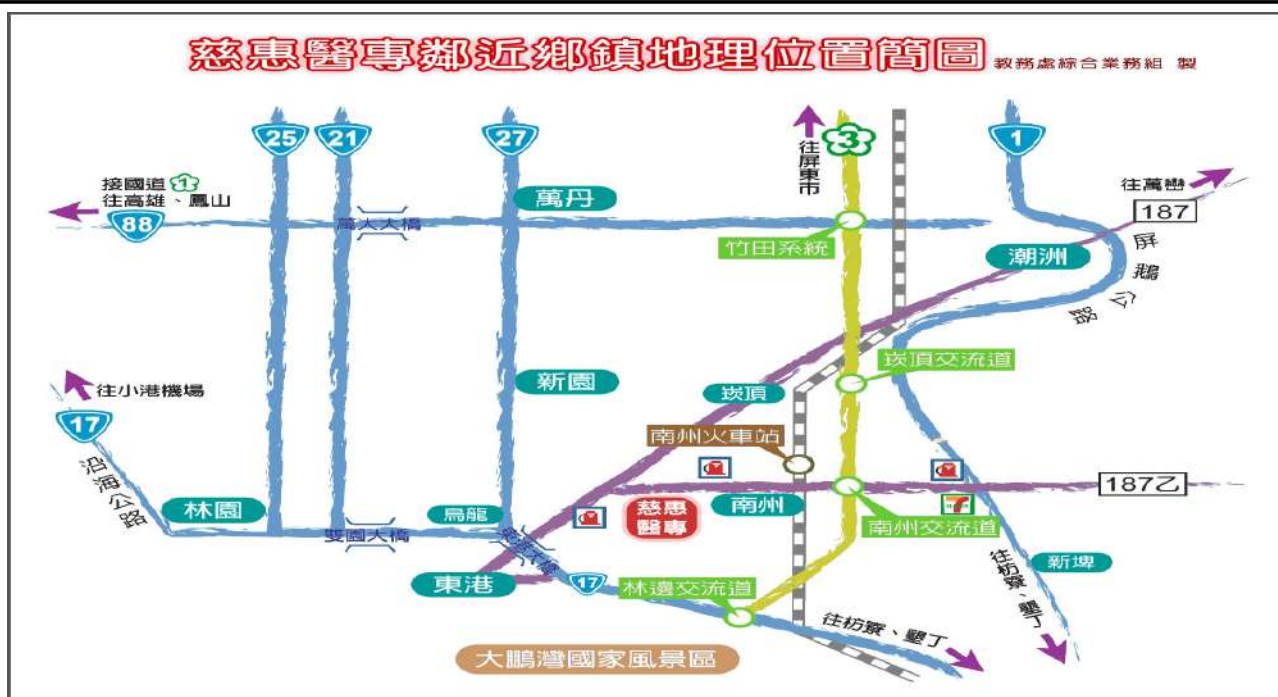 慈惠醫專鄰近鄉鎮地理位置簡圖
教務處綜合業務組 製
25
21
27
往屏東市
3
1
接國道 1
往高雄、鳳山
88
萬大大橋
萬丹
竹田系統
往萬巒
187
潮洲
屏鵝公路
往小港機場
17
沿海公路
新園
崁頂
崁頂交流道
南州火車站
187乙
林園
雙園大橋
烏龍
慈惠
醫專
南州
7
南州交流道
東港大橋
東港
17
林邊交流道
新埤
往枋寮、墾丁
往枋寮、墾丁
大鵬灣國家風景區